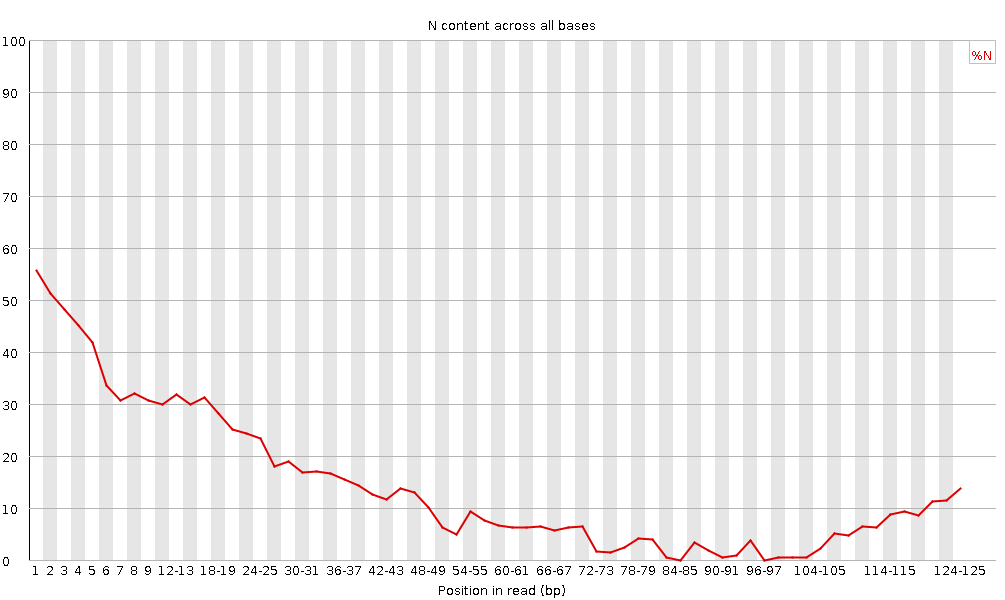 N content across all bases
%N
100
90
80
70
60
50
40
30
20
10
0
1 2 3 4 5 6 7 8 9 12-13 18-19 24-25 30-31 36-37 42-43 48-49 54-55 60-61 66-67 72-73 78-79 84-85 90-91 96-97 104-105 114-115 124-125
Position in read (bp)